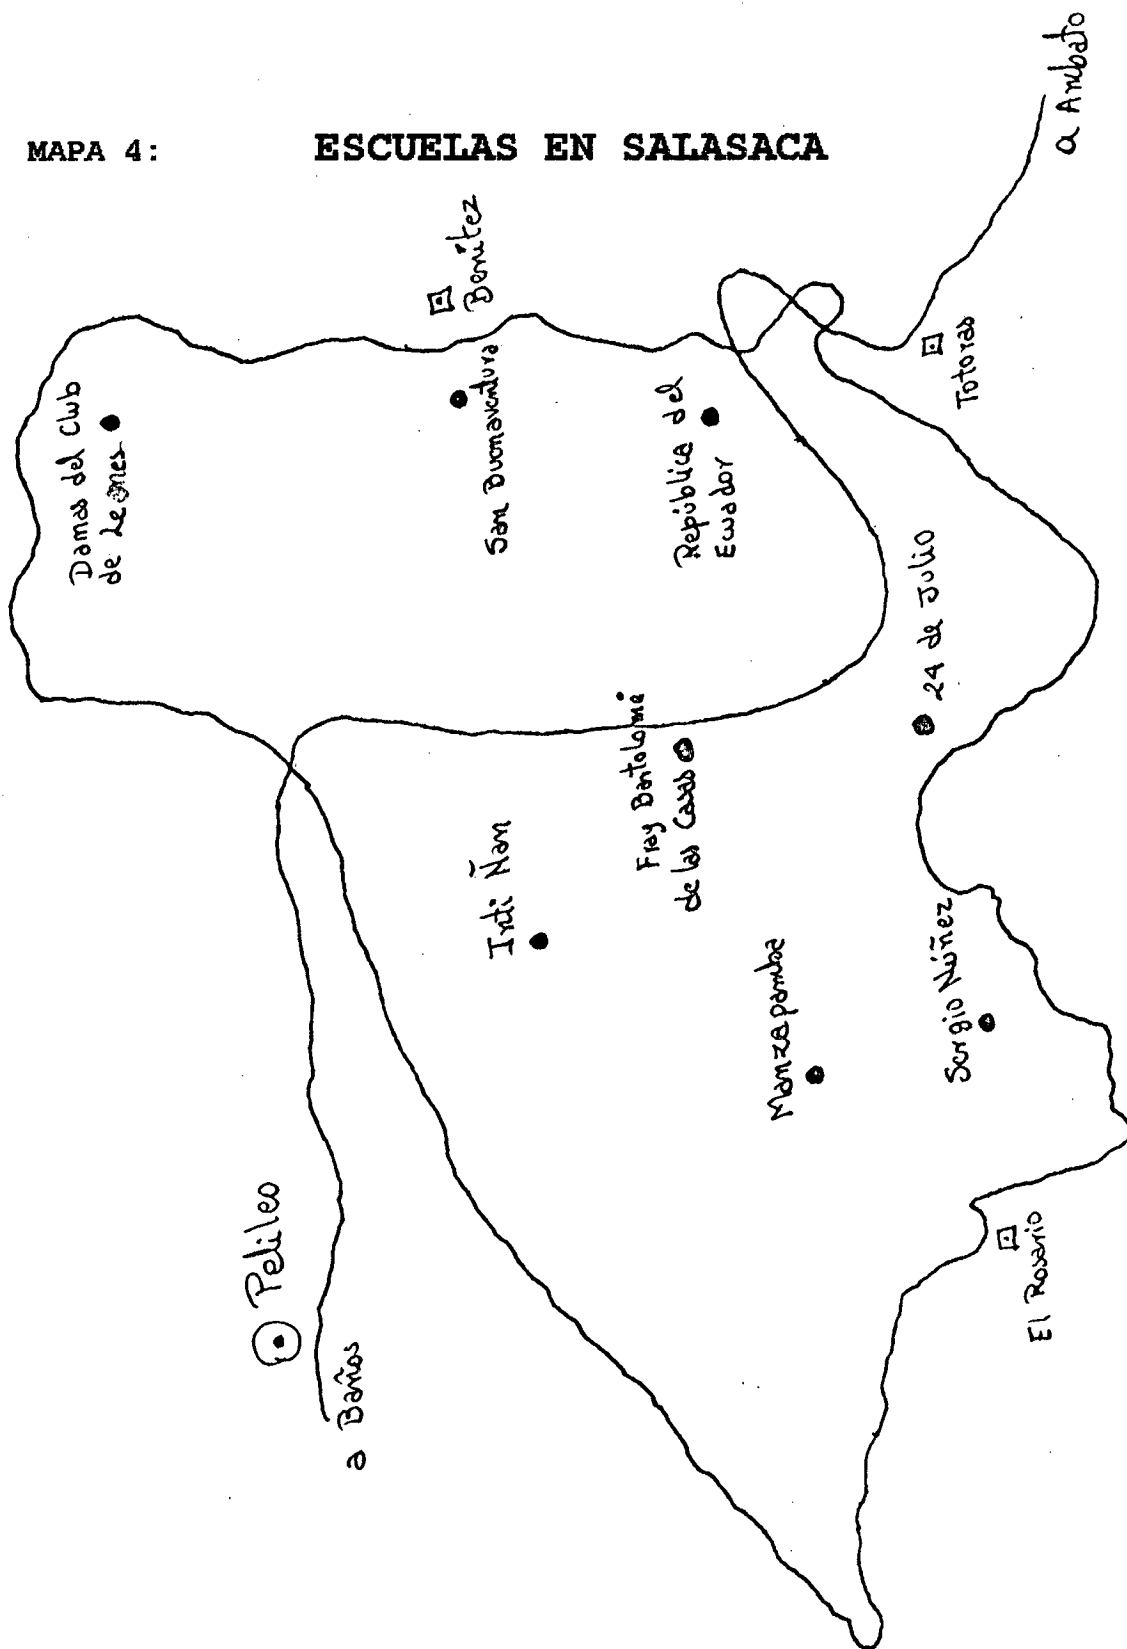 MAPA 4: ESCUELAS EN SALASACA
a Ambato
Benítez
Damas del Club
de Leones
San Buenaventura
República del
Ecuador
Totoras
24 de Julio
Fray Bartolomé
de las Casas
Inti Ñan
Manzapamba
Sergio Núñez
Pelileo
a Baños
El Rosario